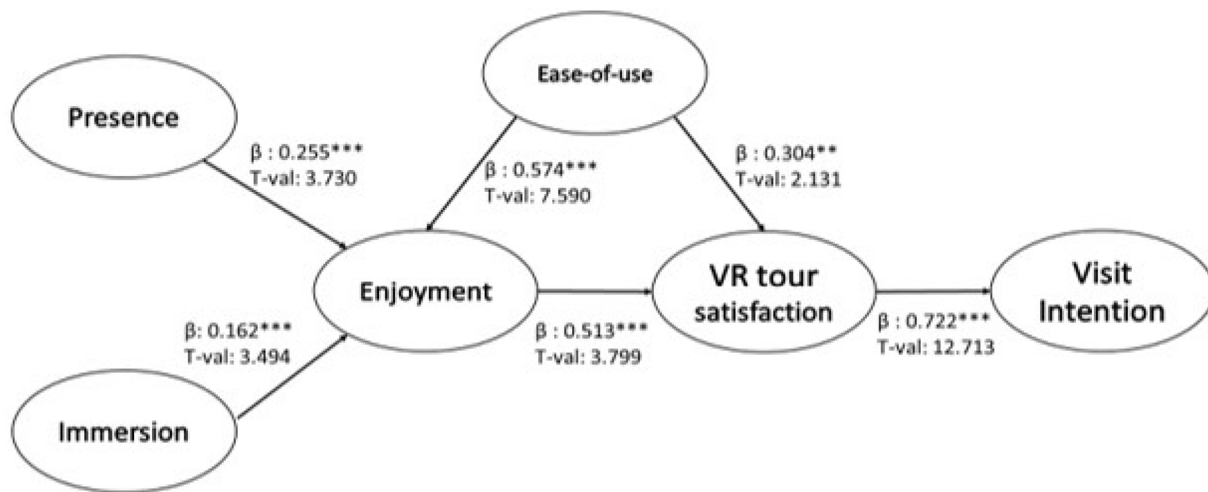 Ease-of-use
Presence
β : 0.255***
T-val: 3.730
β : 0.574***
T-val: 7.590
β : 0.304**
T-val: 2.131
Enjoyment
VR tour
satisfaction
Visit
Intention
β: 0.162***
T-val: 3.494
β : 0.513***
T-val: 3.799
β : 0.722***
T-val: 12.713
Immersion